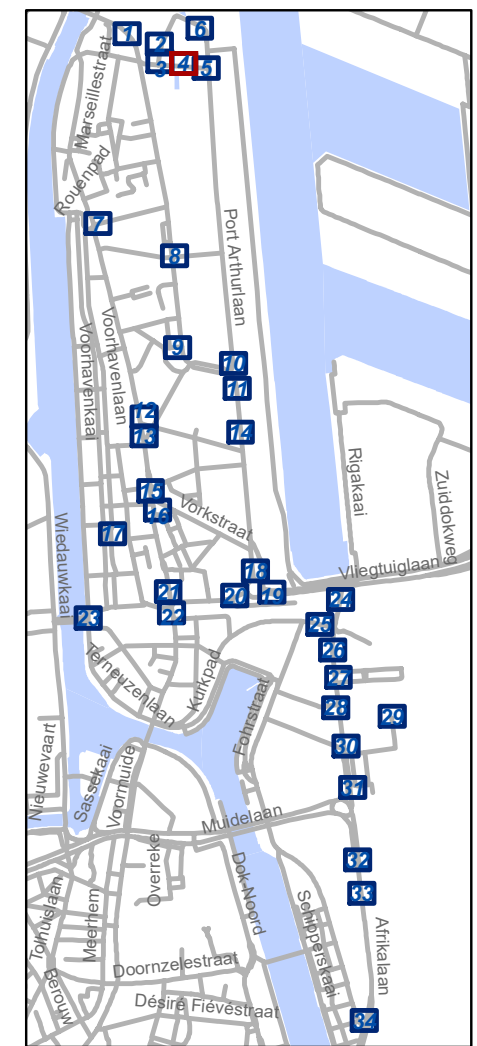 1
2
6
3
4
5
Marseillestraat
Rouenpad
7
Port Arthurlaan
8
Voorhavenkaai
Voorhavenlaan
9
10
11
12
13
14
Rigakaai
Zuiddokweg
15
16
Vorkstraat
17
Wiedauwkaai
18
Vliegtuiglaan
19
20
21
22
23
24
25
26
27
28
29
30
31
Terneuzenlaan
Kurkpad
Fohrstraat
Nieuwevaart
Sassekaai
Voormuide
Muidelaan
Overreke
32
33
Dok-Noord
Tolhuislaan
Meerhem
Schipperskaai
Afrikalaan
Doornzelestraat
Berouw
Désiré Fiévéstraat
34